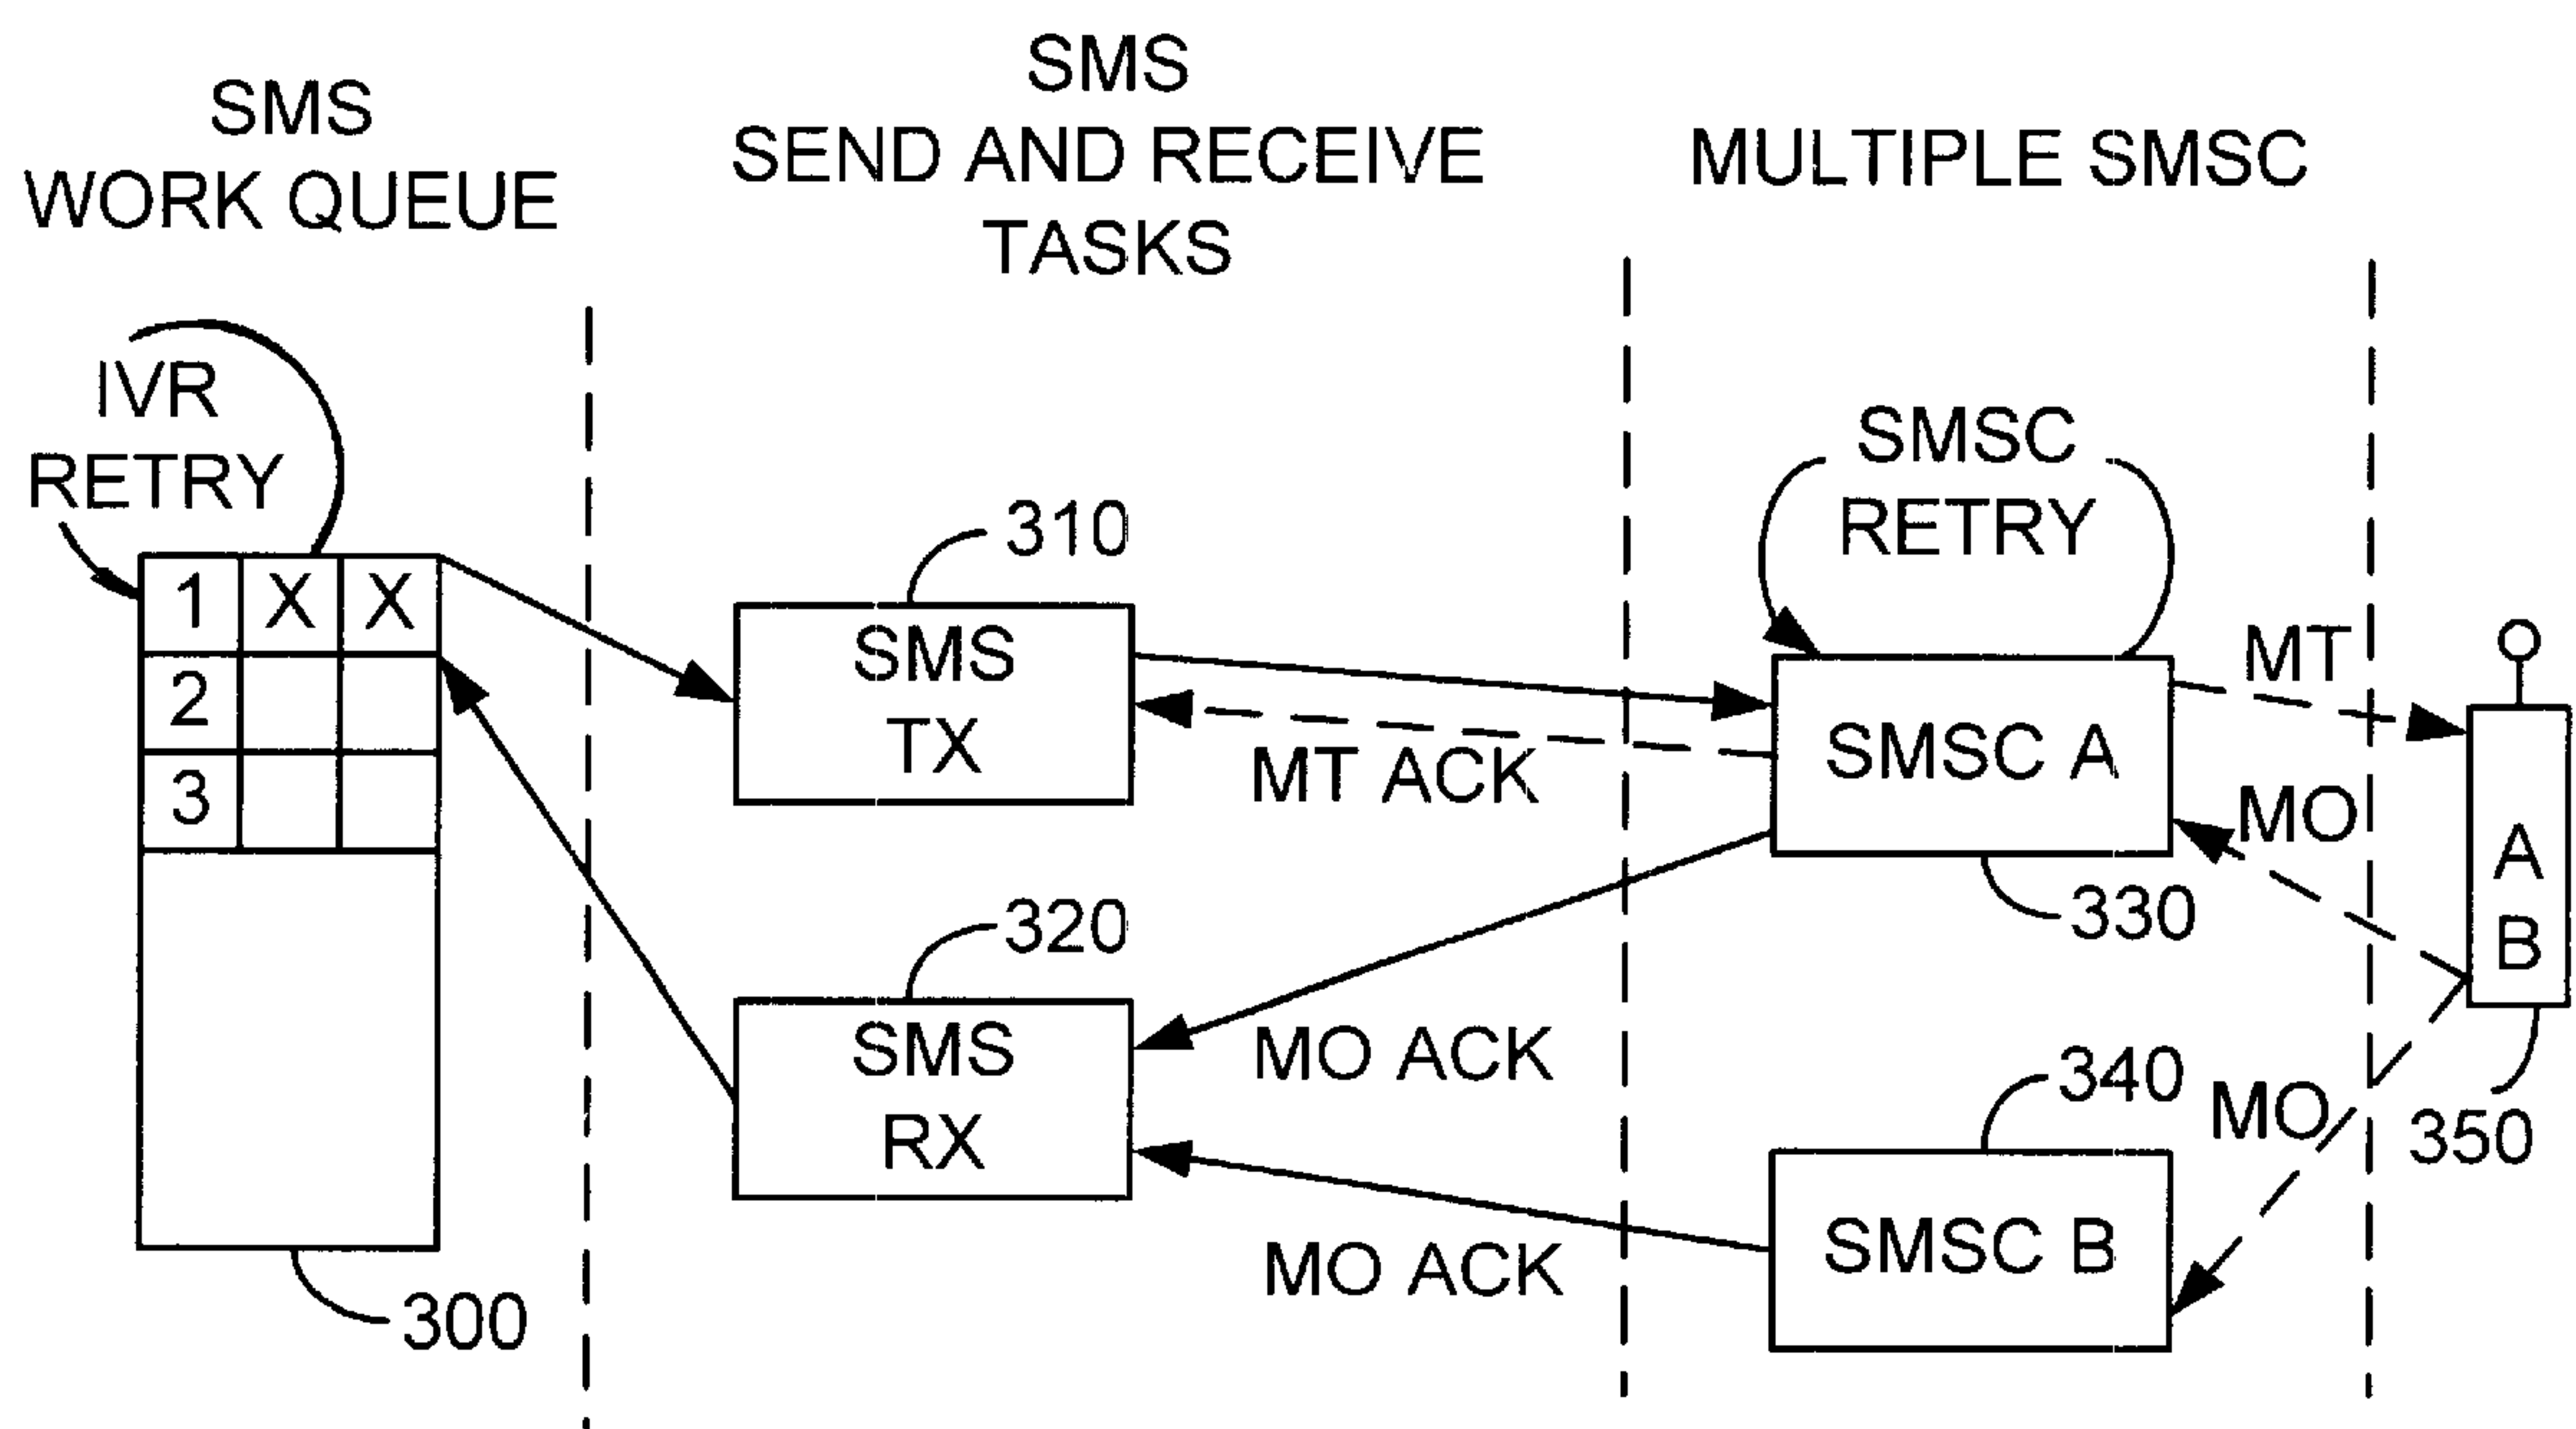 SMS
WORK QUEUE
SMS
SEND AND RECEIVE
TASKS
MULTIPLE SMSC
IVR
RETRY
1 X X
2
3
300
310
SMS
TX
MT ACK
320
SMS
RX
MO ACK
MO ACK
SMSC
RETRY
SMSC A
330
340
SMSC B
MT
MO
MO
A
B
350